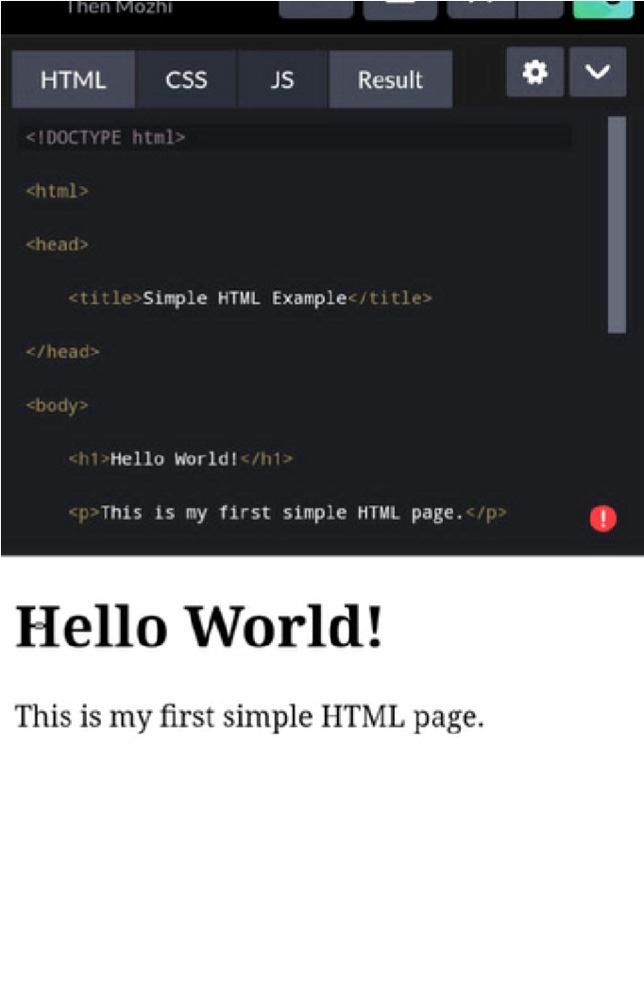 Then Mozhi
HTML CSS JS Result
<!DOCTYPE html>
<html>
<head>
<title>Simple HTML Example</title>
</head>
<body>
<h1>Hello World!</h1>
<p>This is my first simple HTML page.</p>
Hello World!
This is my first simple HTML page.